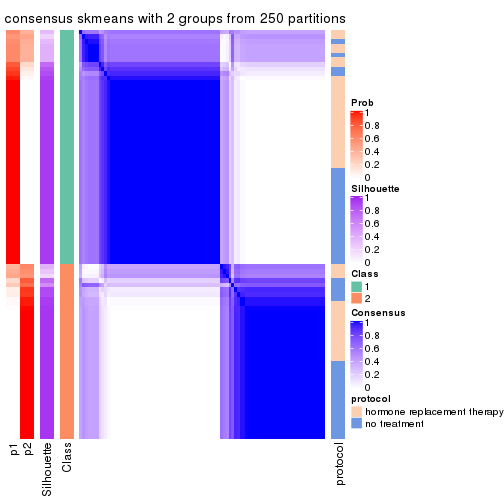 consensus skmeans with 2 groups from 250 partitions
Prob
1
0.8
0.6
0.4
0.2
0
Silhouette
1
0.8
0.6
0.4
0.2
0
Class
1
2
Consensus
1
0.8
0.6
0.4
0.2
0
protocol
hormone replacement therapy
no treatment
p1
p2
Silhouette
Class
protocol